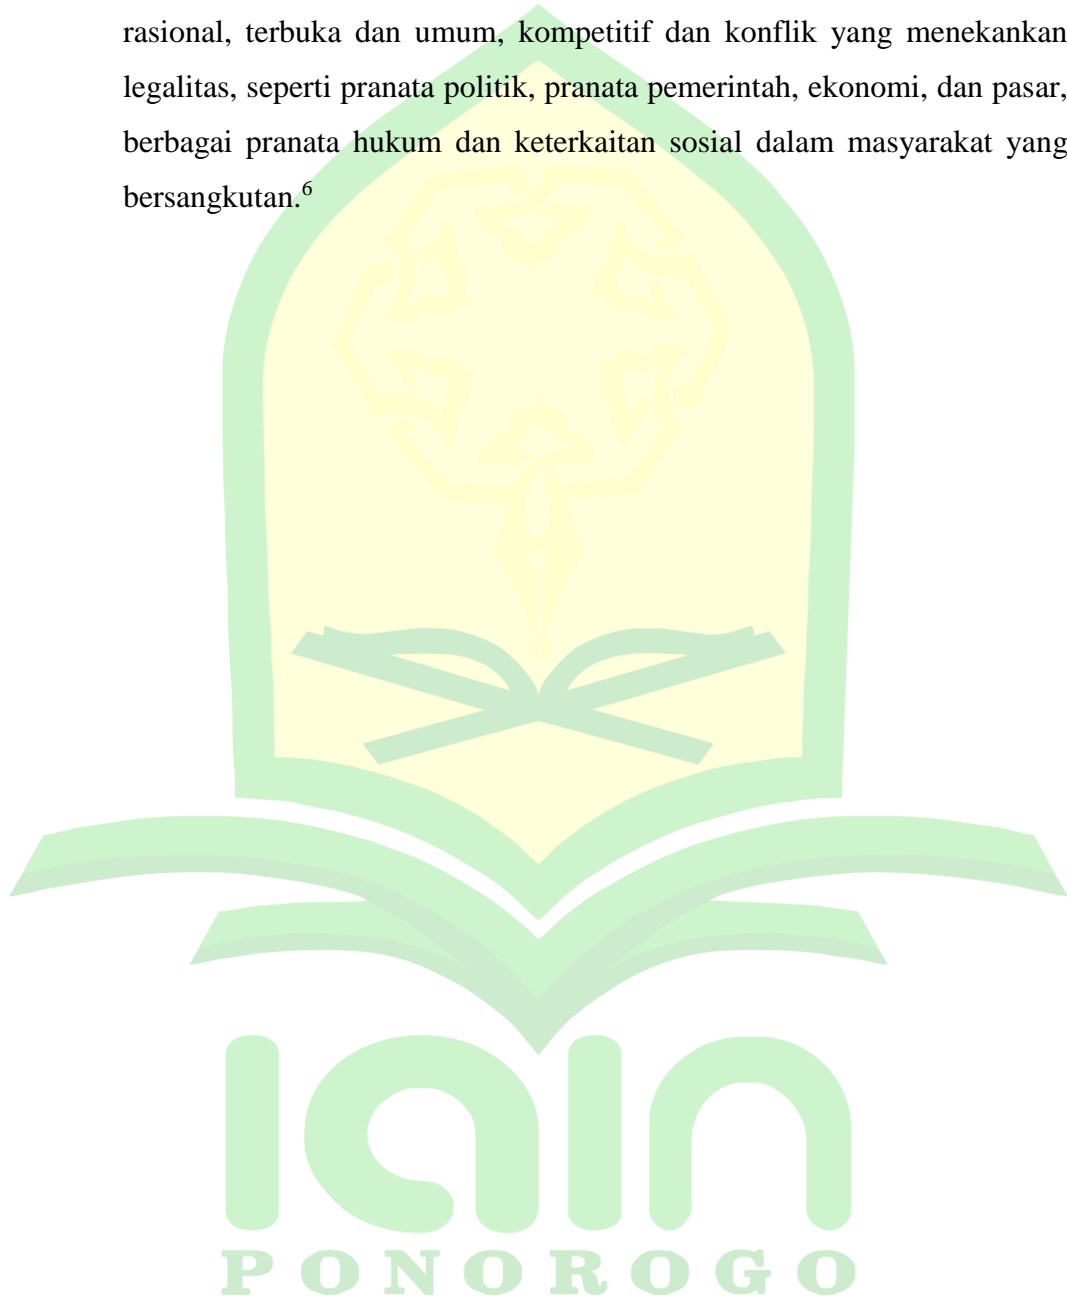 rasional, terbuka dan umum, kompetitif dan konflik yang menekankan
legalitas, seperti pranata politik, pranata pemerintah, ekonomi, dan pasar,
berbagai pranata hukum dan keterkaitan sosial dalam masyarakat yang
bersangkutan.⁶
iain
PONOROGO